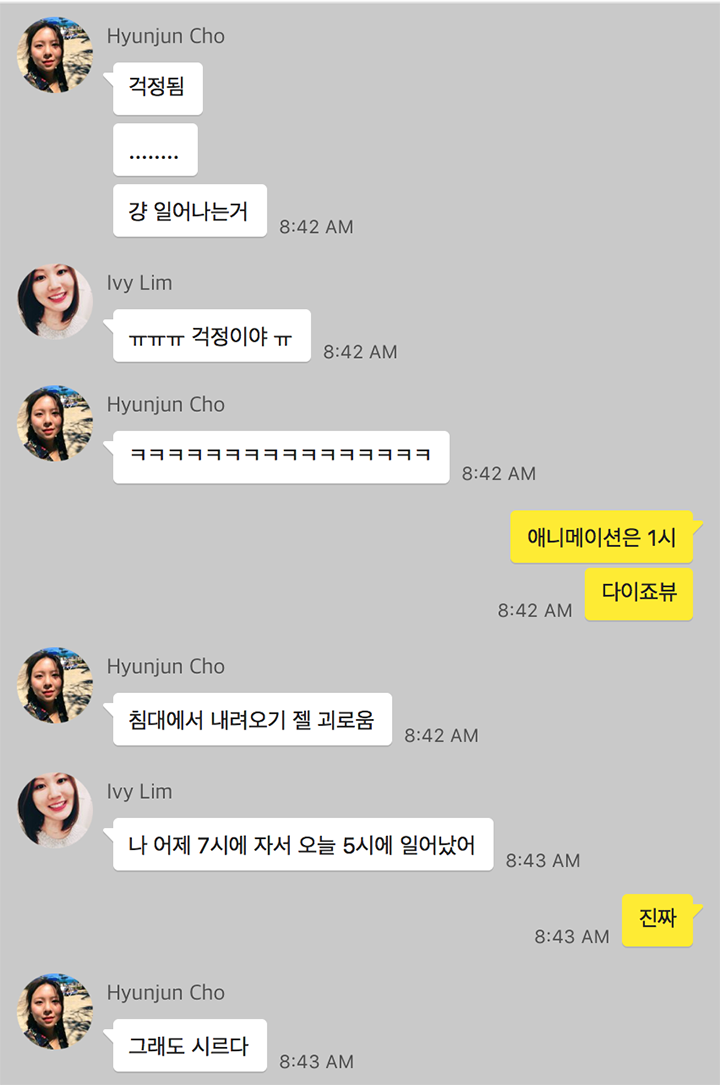 Hyunjun Cho
걱정됨
........
걍 일어나는거
8:42 AM
Ivy Lim
ㅠㅠㅠ 걱정이야 ㅠ
8:42 AM
Hyunjun Cho
ㅋㅋㅋㅋㅋㅋㅋㅋㅋㅋㅋㅋㅋㅋㅋㅋ
8:42 AM
애니메이션은 1시
다이죠뷰
8:42 AM
Hyunjun Cho
침대에서 내려오기 젤 괴로움
8:42 AM
Ivy Lim
나 어제 7시에 자서 오늘 5시에 일어났어
8:43 AM
진짜
8:43 AM
Hyunjun Cho
그래도 시르다
8:43 AM